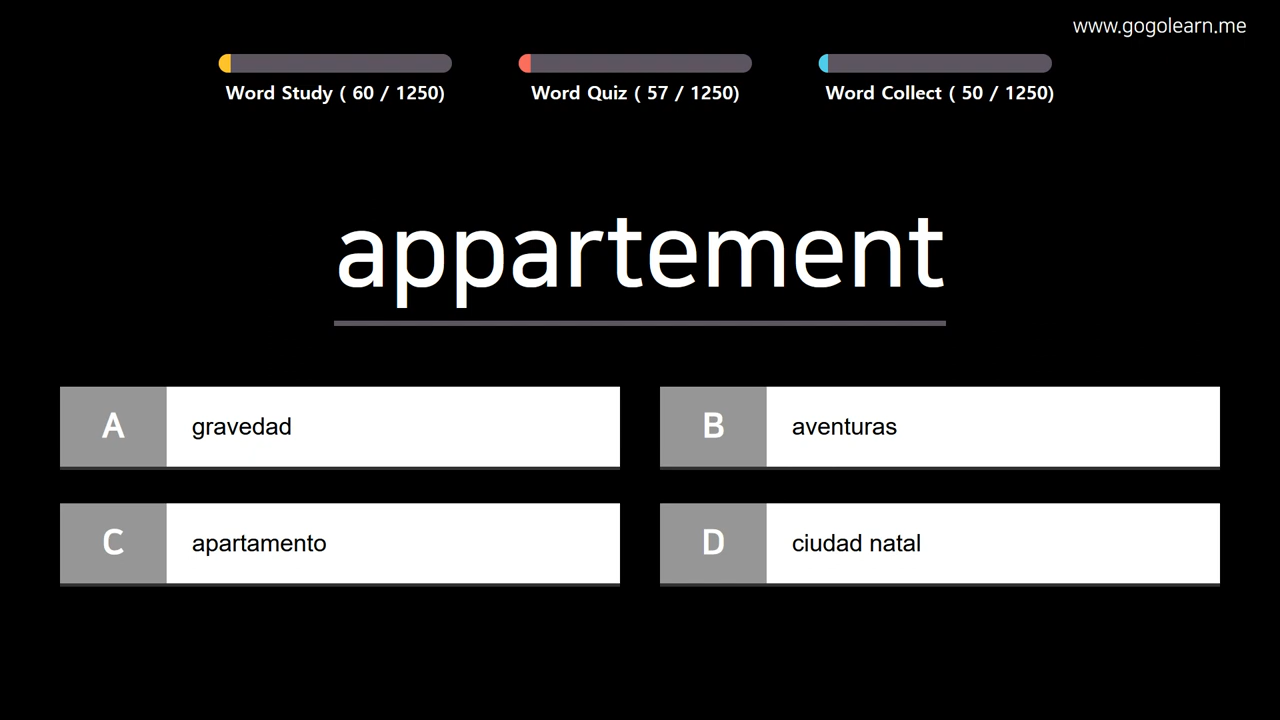 www.gogolearn.me
Word Study ( 60 / 1250)
Word Quiz ( 57 / 1250)
Word Collect ( 50 / 1250)
appartement
A gravedad
B aventuras
C apartamento
D ciudad natal